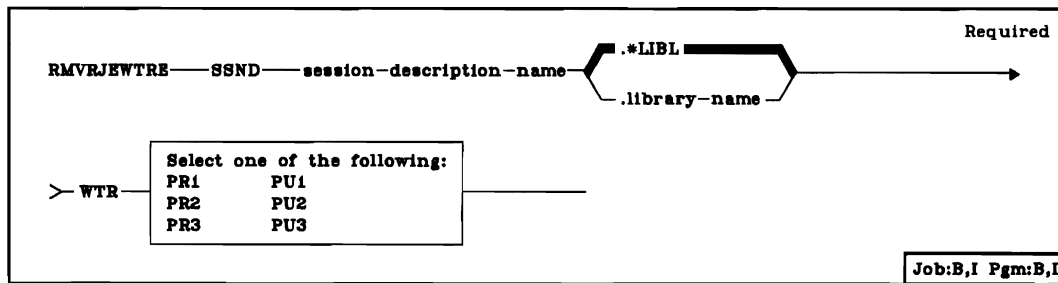 Required
.*LIBL
RMVRJEWTRE SSND session-description-name
.library-name
Select one of the following:
WTR
PR1 PU1
PR2 PU2
PR3 PU3
Job:B,I Pgm:B,I